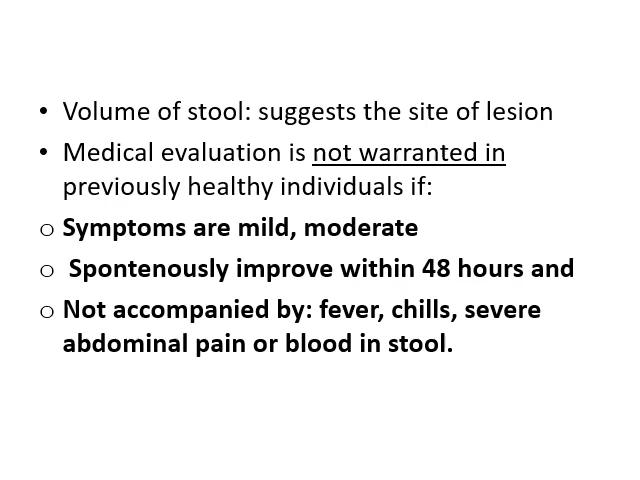 • Volume of stool: suggests the site of lesion
• Medical evaluation is not warranted in
previously healthy individuals if:
o Symptoms are mild, moderate
o Spontenously improve within 48 hours and
o Not accompanied by: fever, chills, severe
abdominal pain or blood in stool.